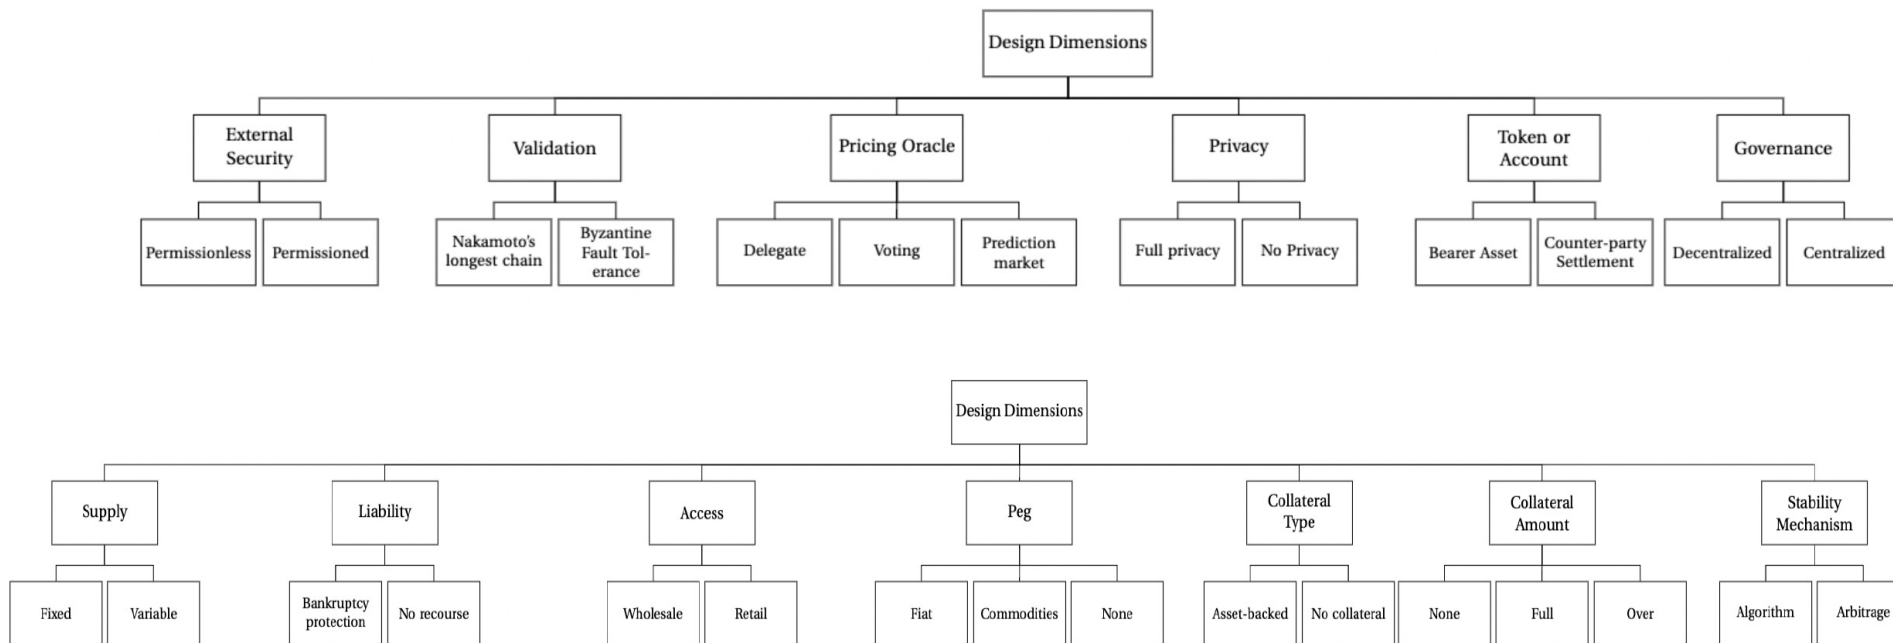 Design Dimensions
External
Security
Validation
Pricing Oracle
Privacy
Token or
Account
Governance
Permissionless
Permissioned
Nakamoto's
longest chain
Byzantine
Fault Tol-
erance
Delegate
Voting
Prediction
market
Full privacy
No Privacy
Bearer Asset
Counter-party
Settlement
Decentralized
Centralized
Design Dimensions
Supply
Liability
Access
Peg
Collateral
Type
Collateral
Amount
Stability
Mechanism
Fixed
Variable
Bankruptcy
protection
No recourse
Wholesale
Retail
Fiat
Commodities
None
Asset-backed
No collateral
None
Full
Over
Algorithm
Arbitrage